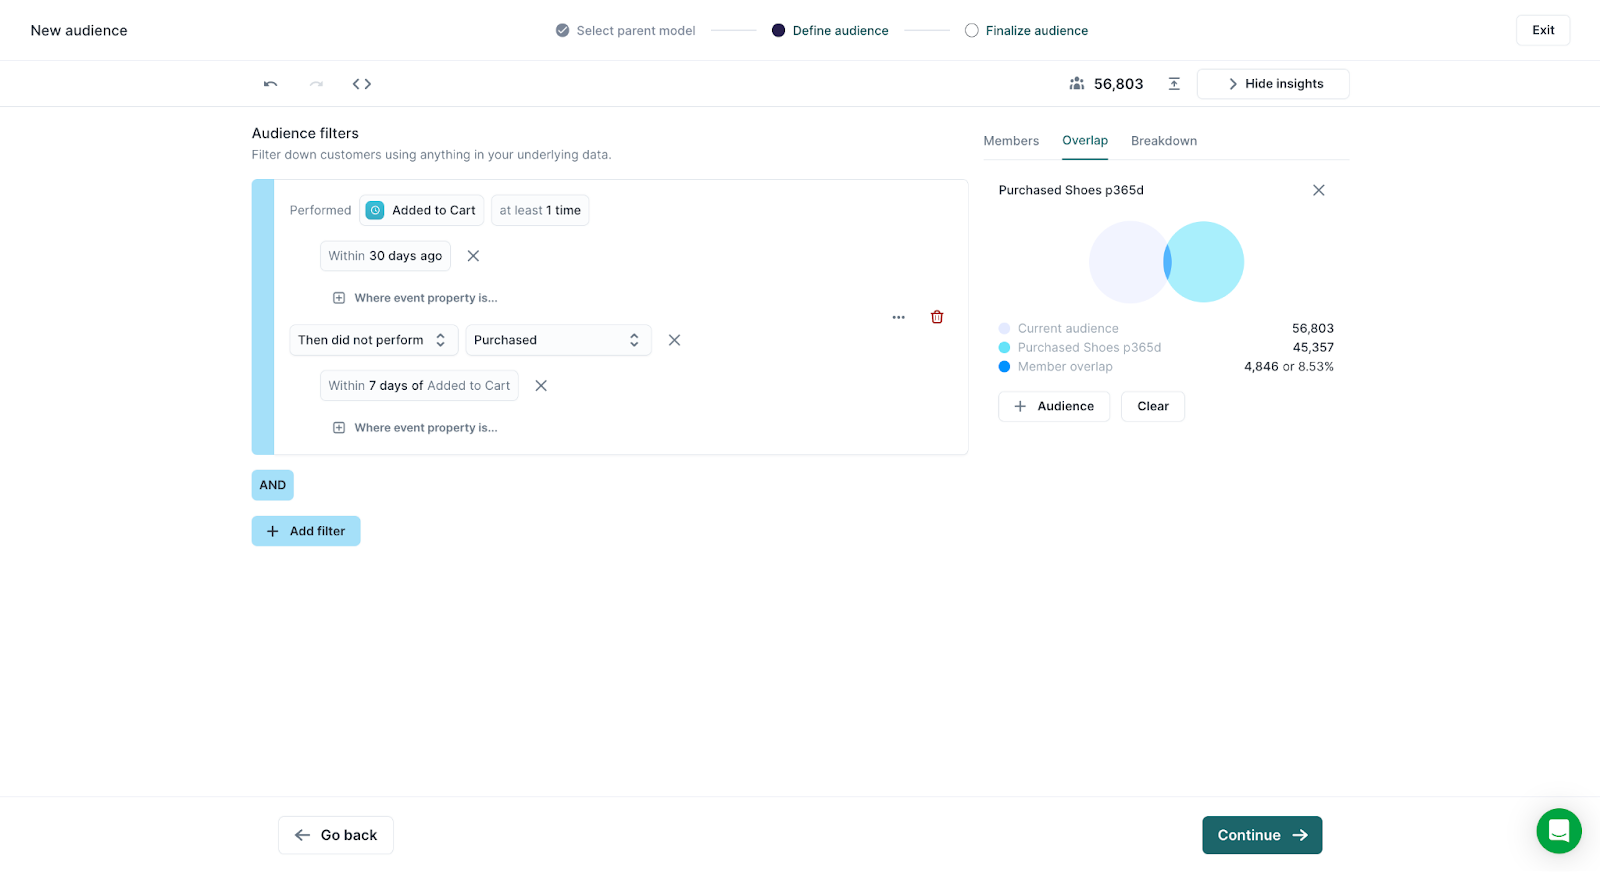 New audience
Select parent model
Define audience
Finalize audience
Exit
56,803
Hide insights
Audience filters
Filter down customers using anything in your underlying data.
Performed Added to Cart at least 1 time
Within 30 days ago
Where event property is...
Then did not perform Purchased
Within 7 days of Added to Cart
Where event property is...
AND
Add filter
Members Overlap Breakdown
Purchased Shoes p365d
Current audience 56,803
Purchased Shoes p365d 45,357
Member overlap 4,846 or 8.53%
Audience Clear
Go back
Continue